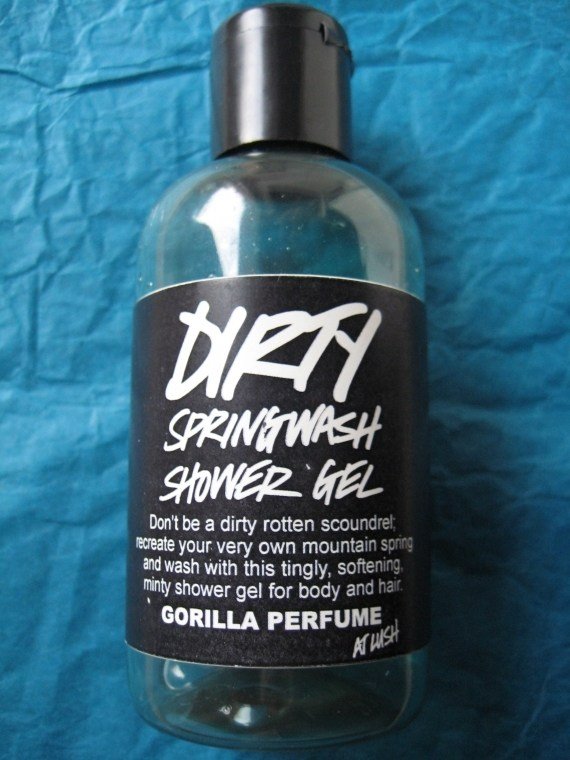 DIRTY
SPRINGWASH
SHOWER GEL
Don't be a dirty rotten scoundrel;
recreate your very own mountain spring
and wash with this tingly, softening,
minty shower gel for body and hair.
GORILLA PERFUME
AT LUSH